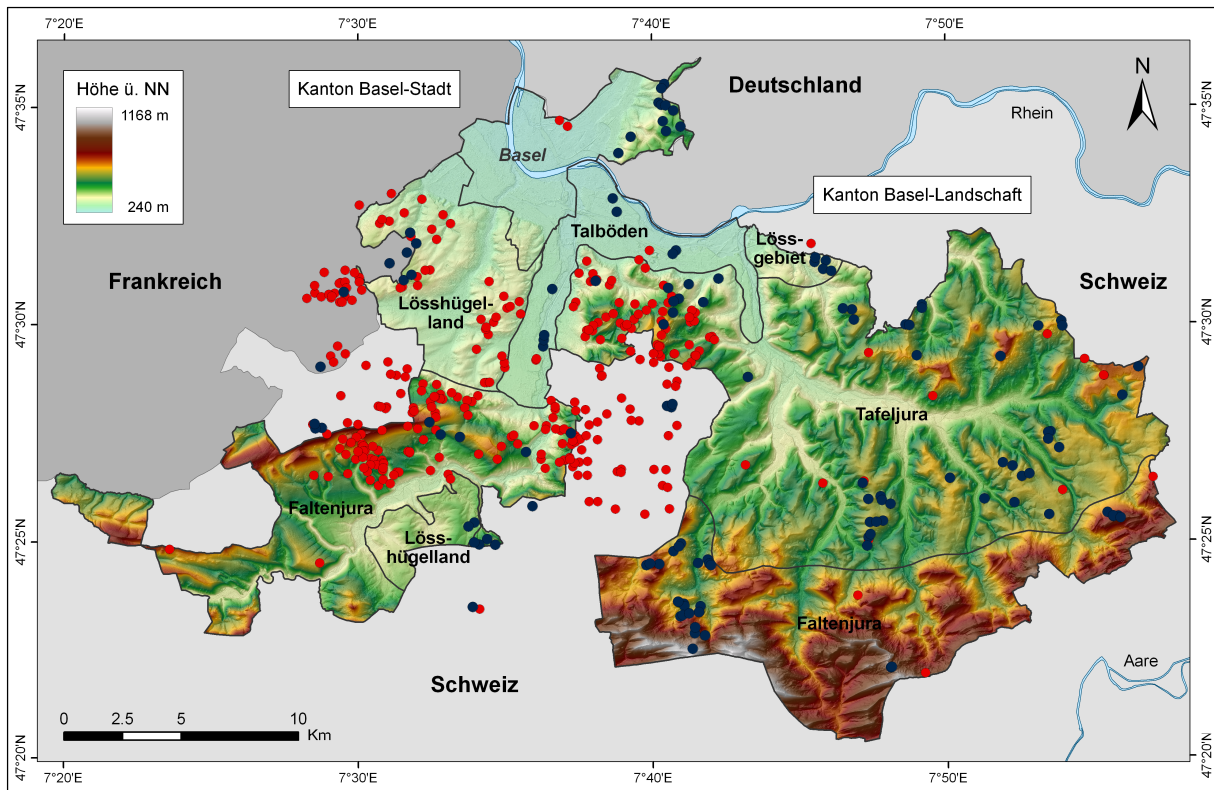 7°20'E
7°30'E
7°40'E
7°50'E
Höhe ü. NN
1168 m
240 m
Kanton Basel-Stadt
Deutschland
N
47°35'N
47°35'N
Rhein
Basel
Kanton Basel-Landschaft
Talböden
Löss-
gebiet
Frankreich
Schweiz
Lösshügel-
land
47°30'N
47°30'N
Tafeljura
Faltenjura
Löss-
hügelland
47°25'N
47°25'N
Faltenjura
Aare
Schweiz
0
2.5
5
10
Km
47°20'N
47°20'N
7°20'E
7°30'E
7°40'E
7°50'E